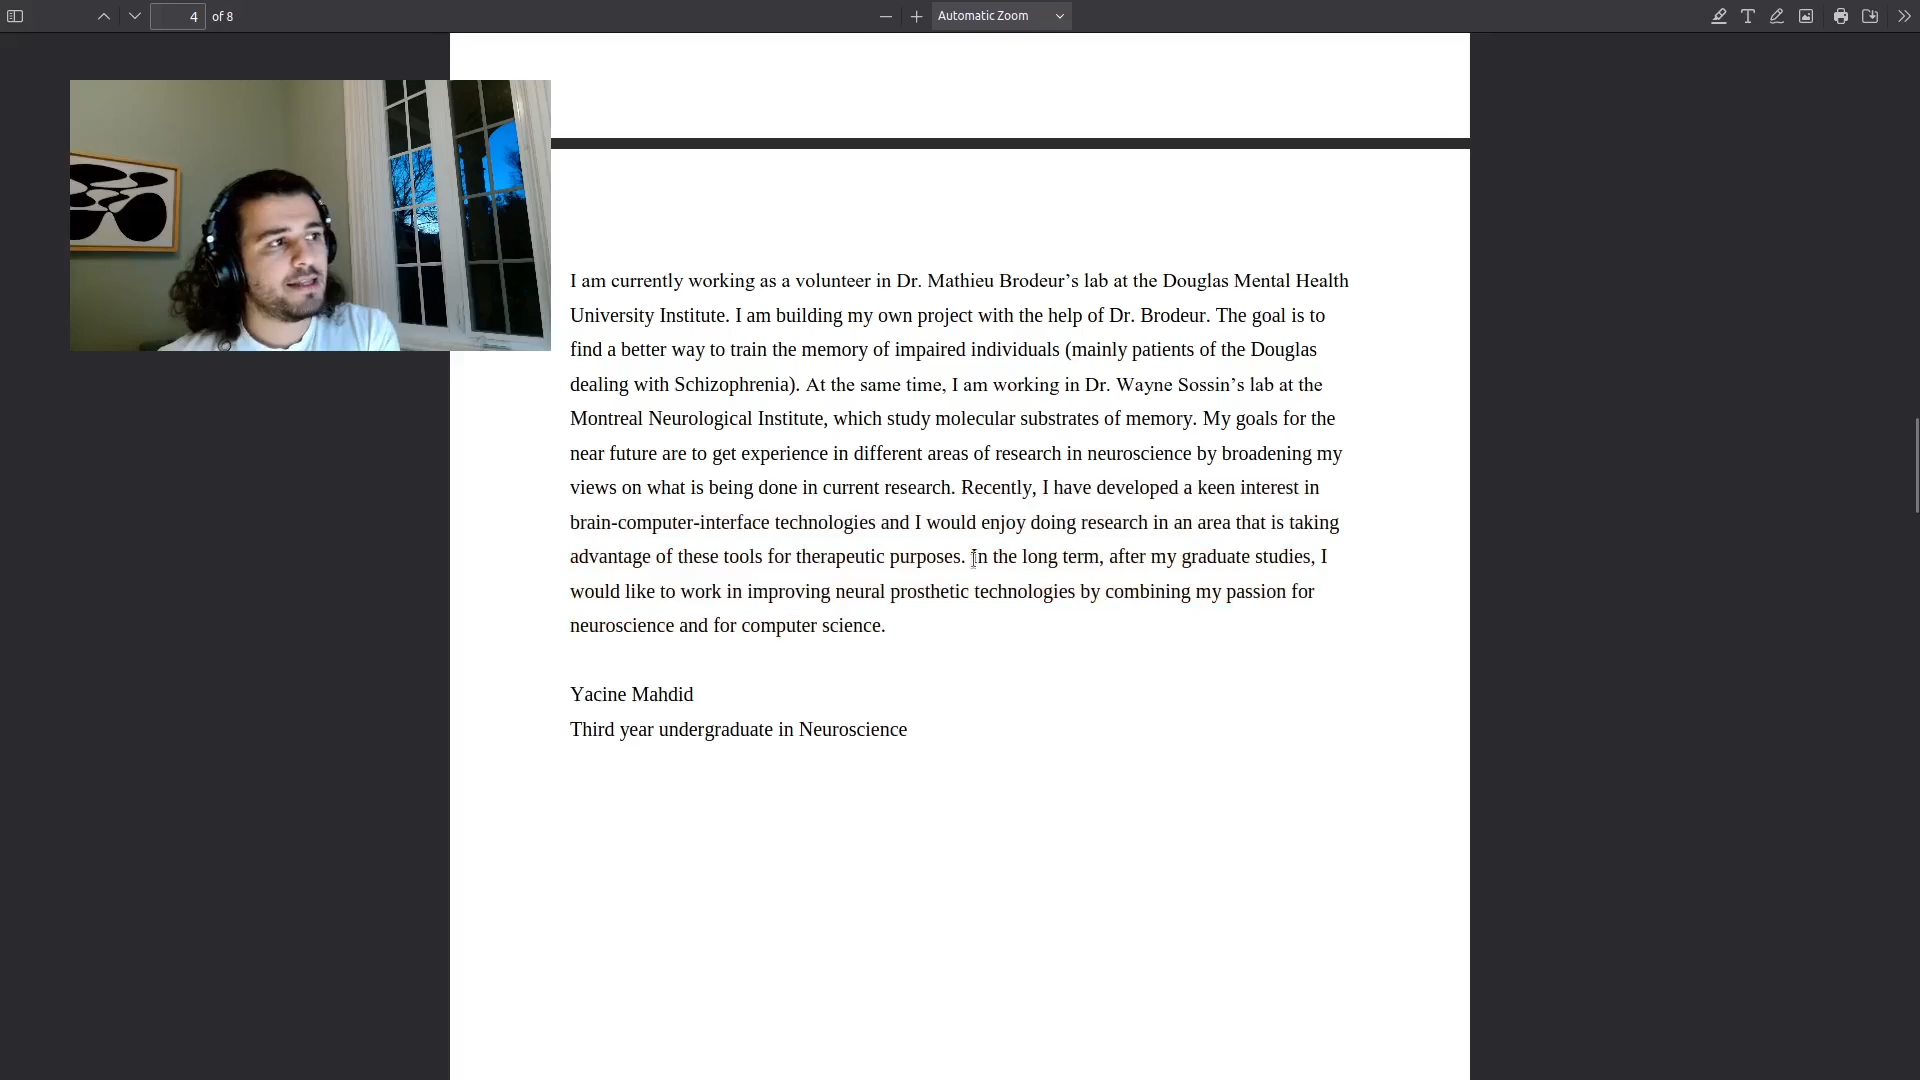 4 of 8
Automatic Zoom
I am currently working as a volunteer in Dr. Mathieu Brodeur’s lab at the Douglas Mental Health
University Institute. I am building my own project with the help of Dr. Brodeur. The goal is to
find a better way to train the memory of impaired individuals (mainly patients of the Douglas
dealing with Schizophrenia). At the same time, I am working in Dr. Wayne Sossin’s lab at the
Montreal Neurological Institute, which study molecular substrates of memory. My goals for the
near future are to get experience in different areas of research in neuroscience by broadening my
views on what is being done in current research. Recently, I have developed a keen interest in
brain-computer-interface technologies and I would enjoy doing research in an area that is taking
advantage of these tools for therapeutic purposes. In the long term, after my graduate studies, I
would like to work in improving neural prosthetic technologies by combining my passion for
neuroscience and for computer science.
Yacine Mahdid
Third year undergraduate in Neuroscience